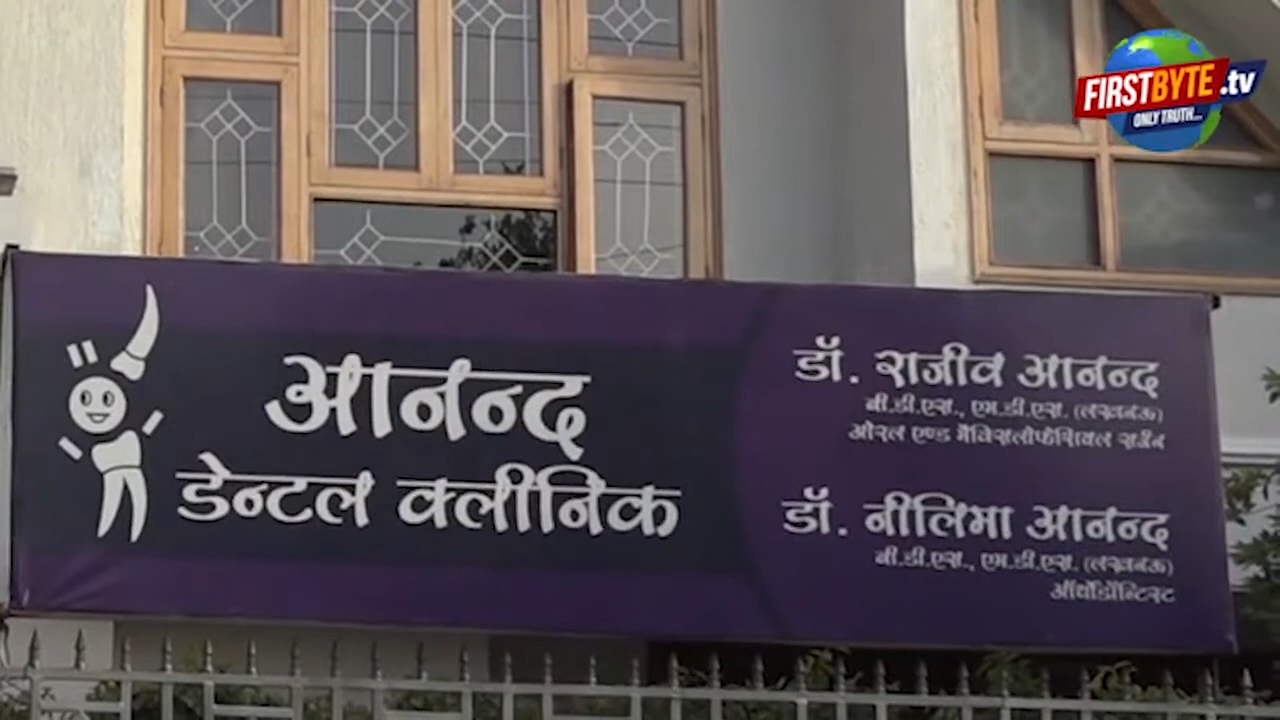 FIRSTBYTE.tv
ONLY TRUTH...
आनन्द
डेन्टल क्लीनिक
डॉ. राजीव आनन्द
बी.डी.एस., एम.डी.एस. (लखनऊ)
ओरल एण्ड मैक्सिलोफेशियल सर्जन
डॉ. नीलिमा आनन्द
बी.डी.एस., एम.डी.एस. (लखनऊ)
ऑर्थोडॉन्टिस्ट